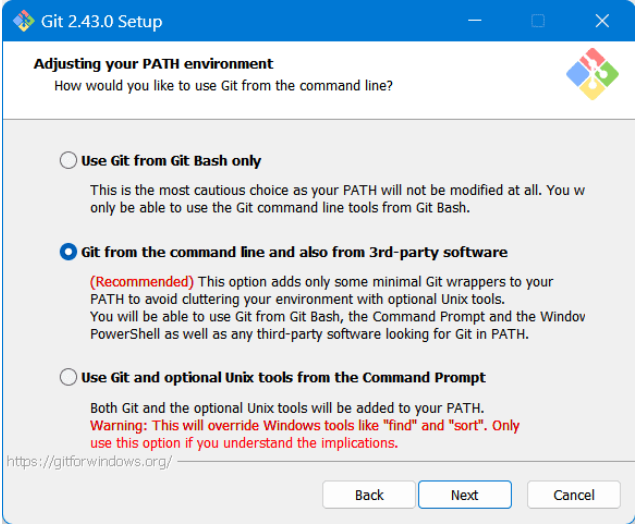 Git 2.43.0 Setup
Adjusting your PATH environment
How would you like to use Git from the command line?
Use Git from Git Bash only
This is the most cautious choice as your PATH will not be modified at all. You w
only be able to use the Git command line tools from Git Bash.
Git from the command line and also from 3rd-party software
(Recommended) This option adds only some minimal Git wrappers to your
PATH to avoid cluttering your environment with optional Unix tools.
You will be able to use Git from Git Bash, the Command Prompt and the Window
PowerShell as well as any third-party software looking for Git in PATH.
Use Git and optional Unix tools from the Command Prompt
Both Git and the optional Unix tools will be added to your PATH.
Warning: This will override Windows tools like "find" and "sort". Only
use this option if you understand the implications.
https://gitforwindows.org/
Back Next Cancel